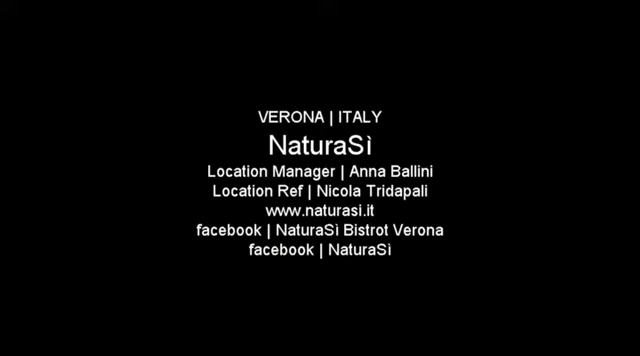 VERONA | ITALY
NaturaSì
Location Manager | Anna Ballini
Location Ref | Nicola Tridapali
www.naturasi.it
facebook | NaturaSì Bistrot Verona
facebook | NaturaSì